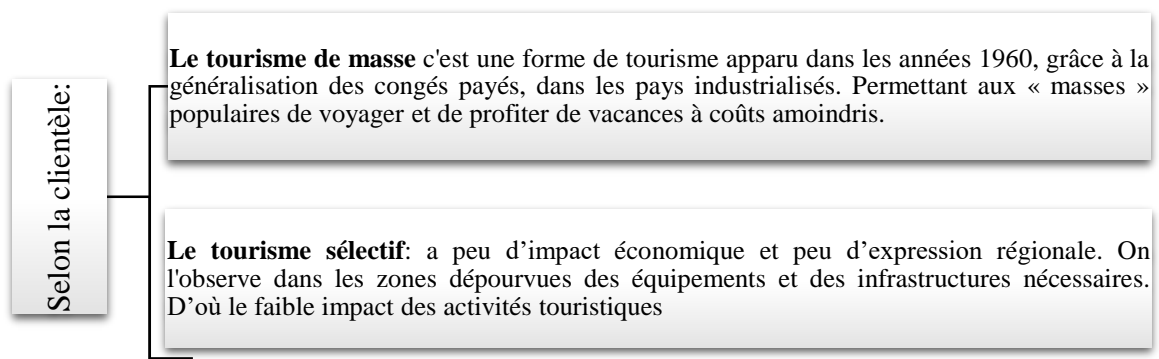 Selon la clientèle:
Le tourisme de masse c'est une forme de tourisme apparu dans les années 1960, grâce à la
généralisation des congés payés, dans les pays industrialisés. Permettant aux « masses »
populaires de voyager et de profiter de vacances à coûts amoindris.
Le tourisme sélectif: a peu d’impact économique et peu d’expression régionale. On
l'observe dans les zones dépourvues des équipements et des infrastructures nécessaires.
D’où le faible impact des activités touristiques